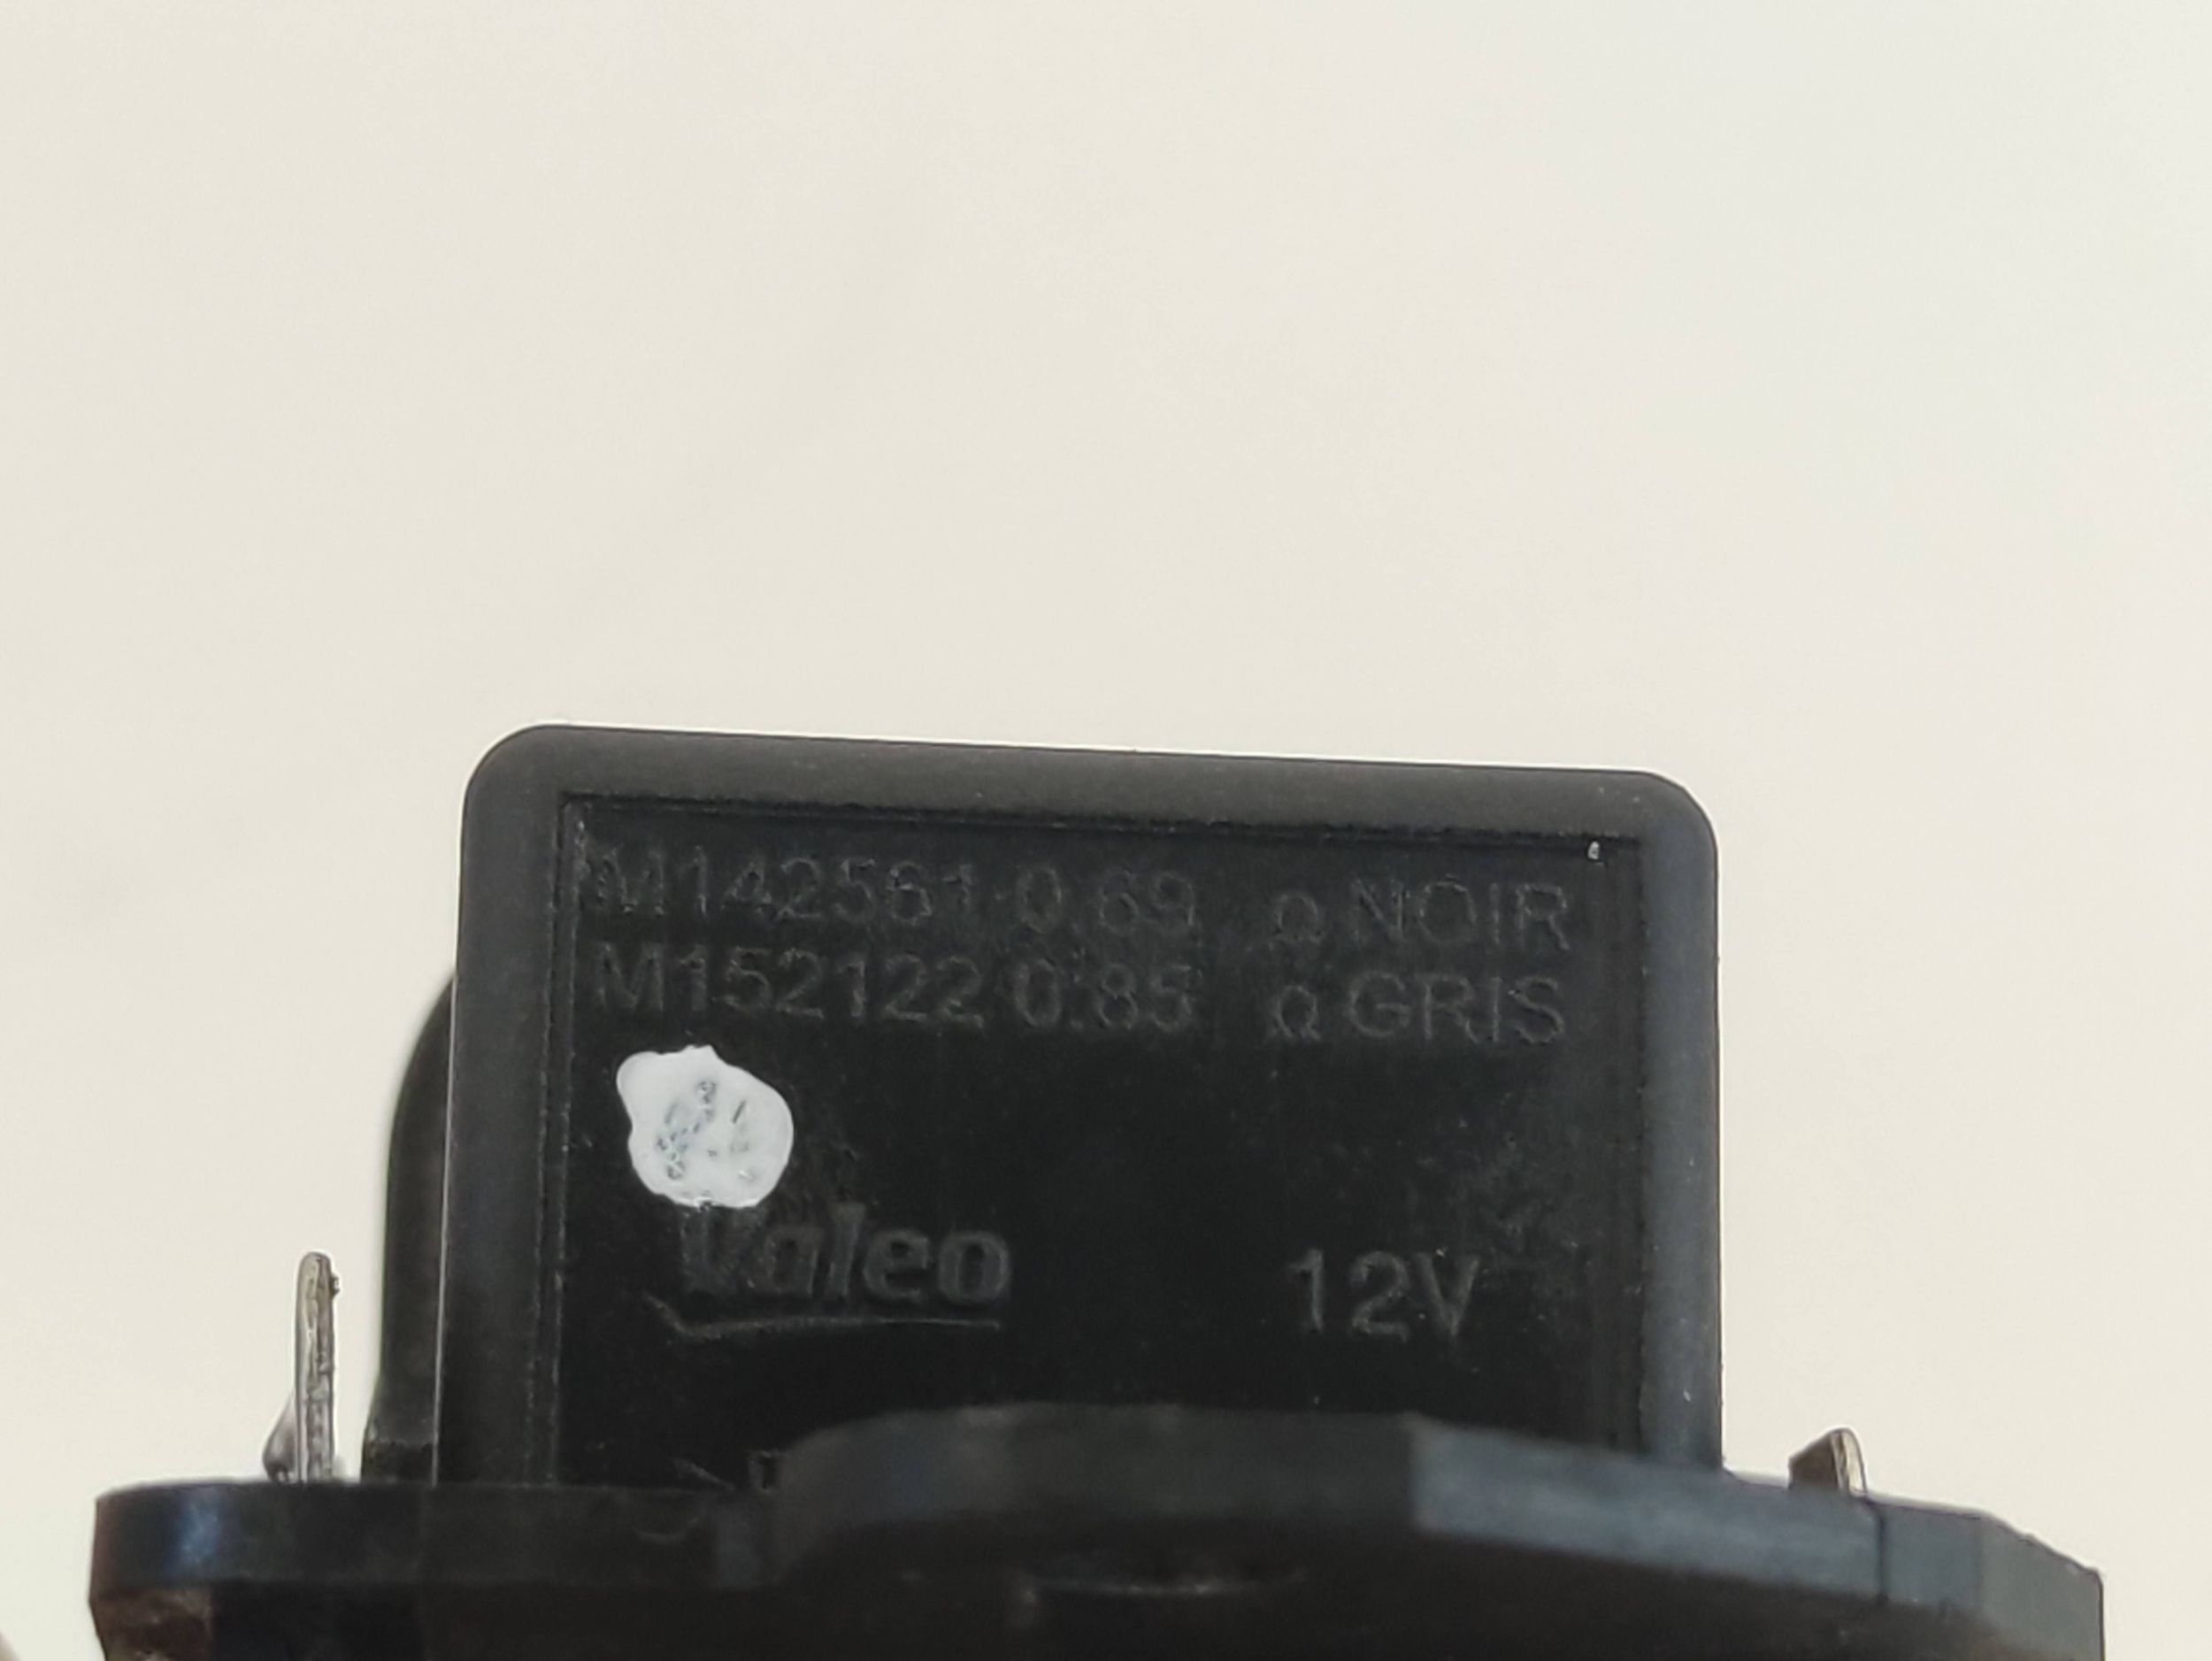 M142561 0.69 Ω NOIR
M152122 0.85 Ω GRIS
Valeo 12V